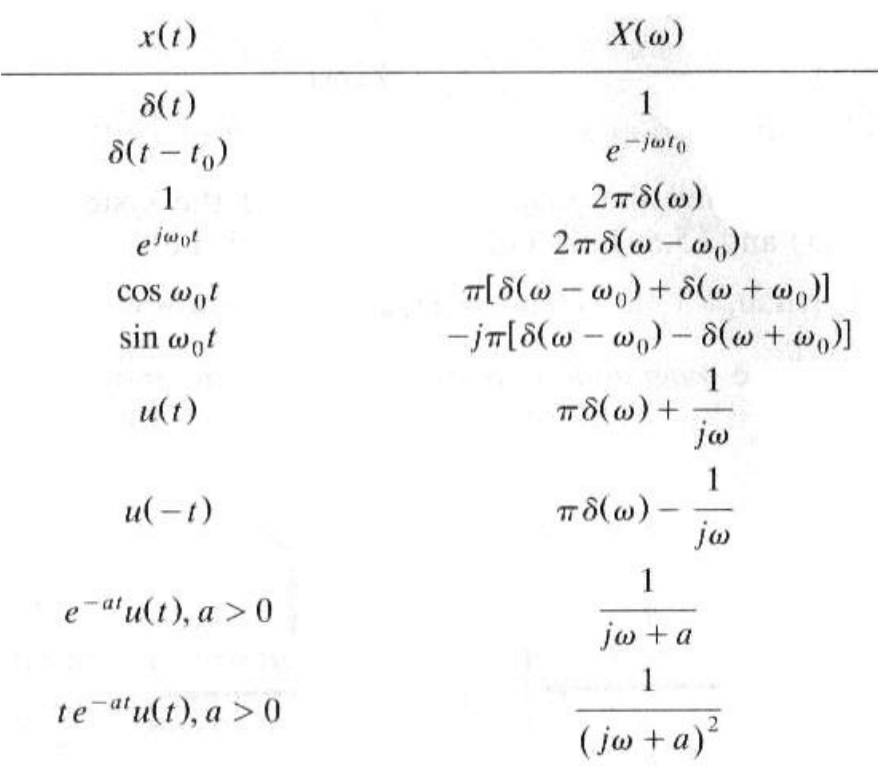 x(t) X(ω)
δ(t) 1
δ(t − t₀) e^{−jωt₀}
1 2πδ(ω)
e^{jω₀t} 2πδ(ω − ω₀)
cos ω₀t π[δ(ω − ω₀) + δ(ω + ω₀)]
sin ω₀t −jπ[δ(ω − ω₀) − δ(ω + ω₀)]
u(t) πδ(ω) + 1/jω
u(−t) πδ(ω) − 1/jω
e^{−at}u(t), a > 0 1/(jω + a)
t e^{−at}u(t), a > 0 1/(jω + a)²